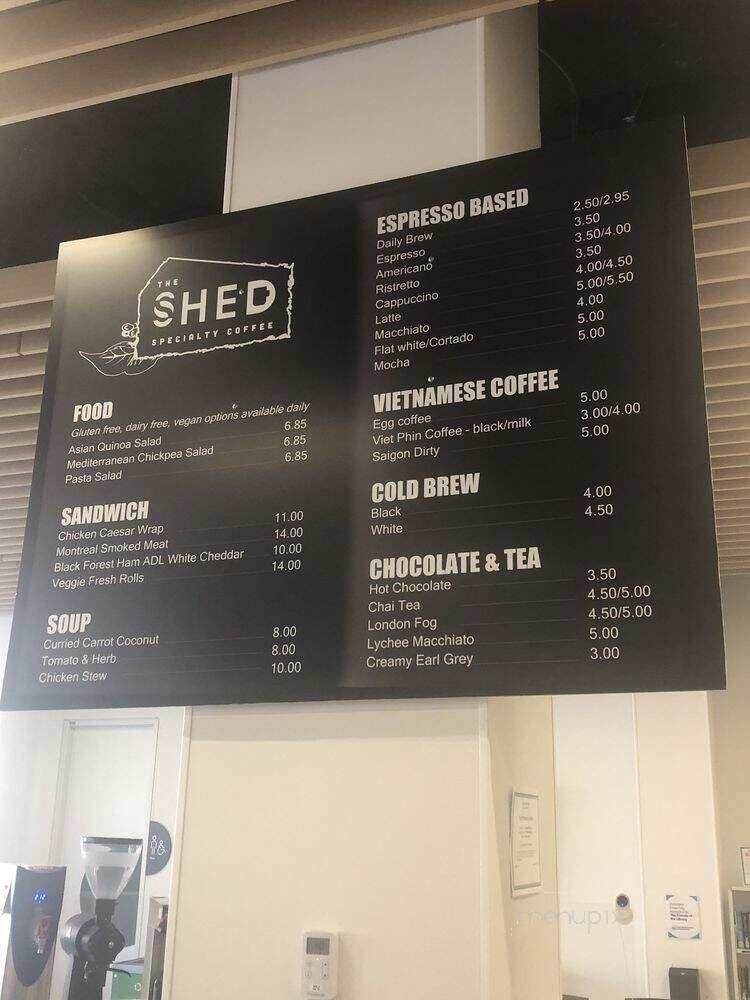 THE
SHED
SPECIALTY COFFEE
FOOD
Gluten free, dairy free, vegan options available daily
Asian Quinoa Salad 6.85
Mediterranean Chickpea Salad 6.85
Pasta Salad 6.85
SANDWICH
Chicken Caesar Wrap 11.00
Montreal Smoked Meat 14.00
Black Forest Ham ADL White Cheddar 10.00
Veggie Fresh Rolls 14.00
SOUP
Curried Carrot Coconut 8.00
Tomato & Herb 8.00
Chicken Stew 10.00
ESPRESSO BASED
Daily Brew 2.50/2.95
Espresso 3.50
Americano 3.50/4.00
Ristretto 3.50
Cappuccino 4.00/4.50
Latte 5.00/5.50
Macchiato 4.00
Flat white/Cortado 5.00
Mocha 5.00
VIETNAMESE COFFEE
Egg coffee 5.00
Viet Phin Coffee - black/milk 3.00/4.00
Saigon Dirty 5.00
COLD BREW
Black 4.00
White 4.50
CHOCOLATE & TEA
Hot Chocolate 3.50
Chai Tea 4.50/5.00
London Fog 4.50/5.00
Lychee Macchiato 5.00
Creamy Earl Grey 3.00
menupix